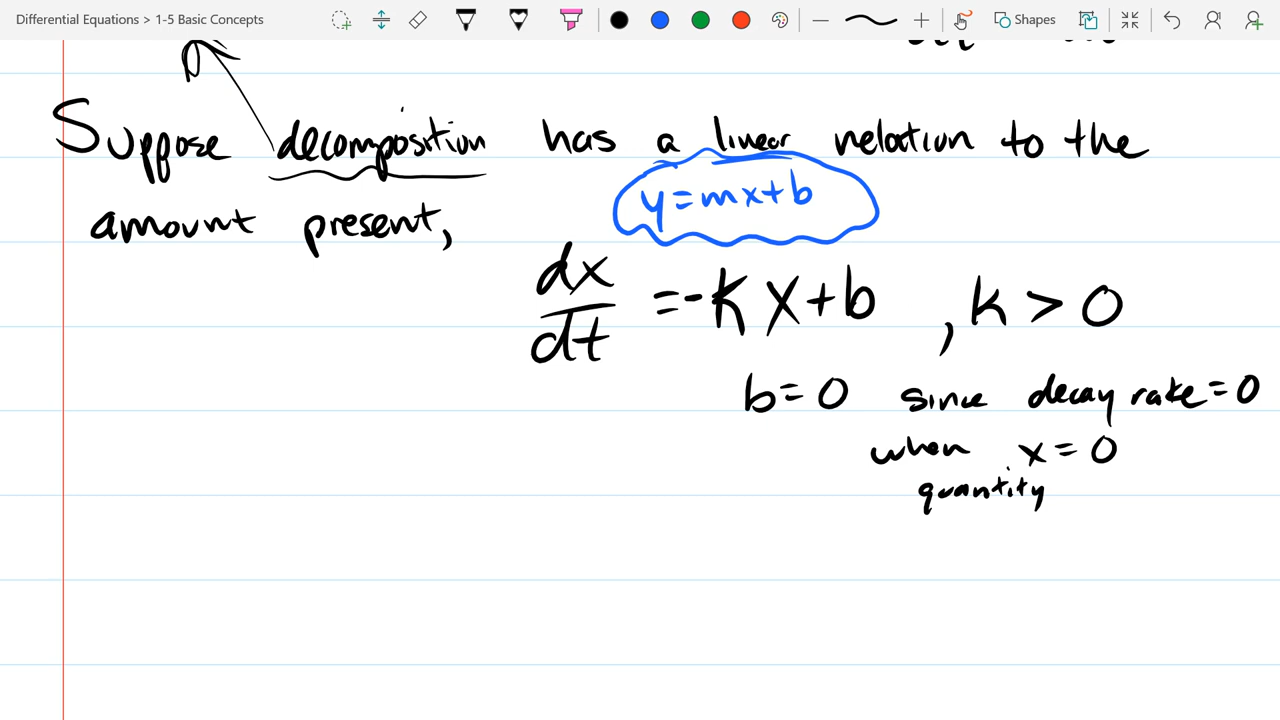 Differential Equations > 1-5 Basic Concepts
Shapes
Suppose decomposition has a linear relation to the
y=mx+b
amount present,
dx/dt = -kx+b , k > 0
b = 0 since decay rate = 0
when x = 0
quantity